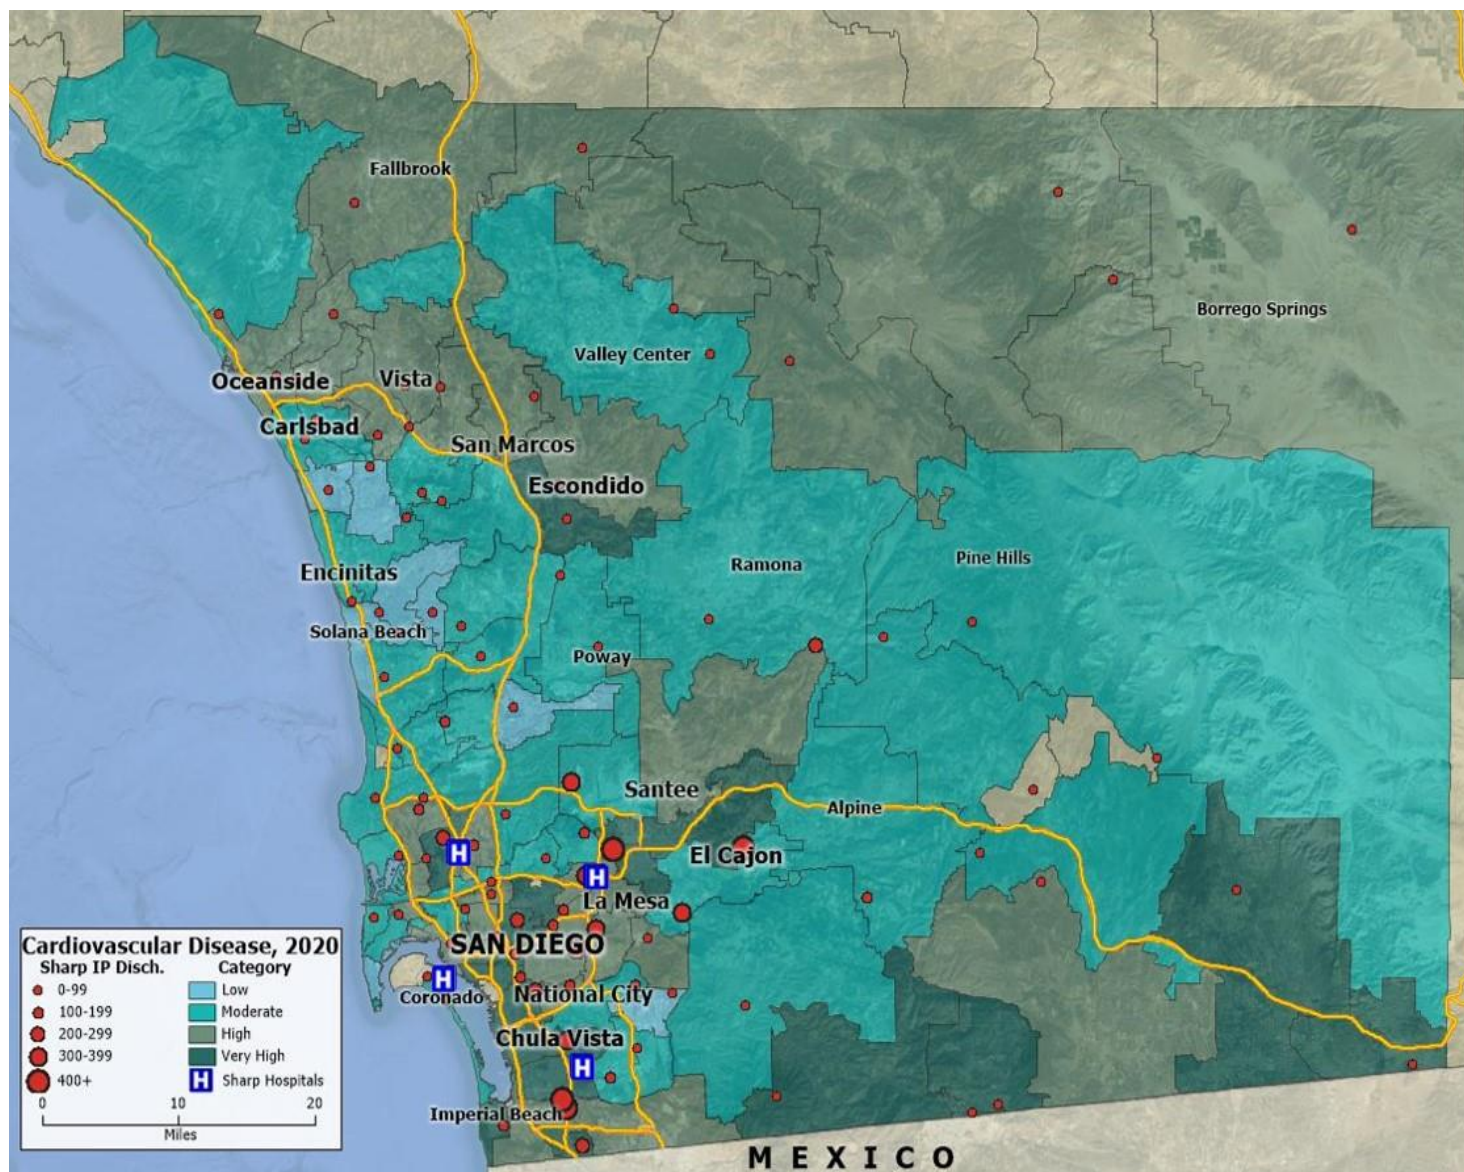 Fallbrook
Borrego Springs
Valley Center
Oceanside
Vista
Carlsbad
San Marcos
Escondido
Encinitas
Ramona
Pine Hills
Solana Beach
Poway
Santee
Alpine
El Cajon
La Mesa
SAN DIEGO
Coronado
National City
Chula Vista
Imperial Beach
MEXICO
H
H
H
H
Cardiovascular Disease, 2020
Sharp IP Disch. Category
0-99 Low
100-199 Moderate
200-299 High
300-399 Very High
400+ H Sharp Hospitals
0 10 20
Miles